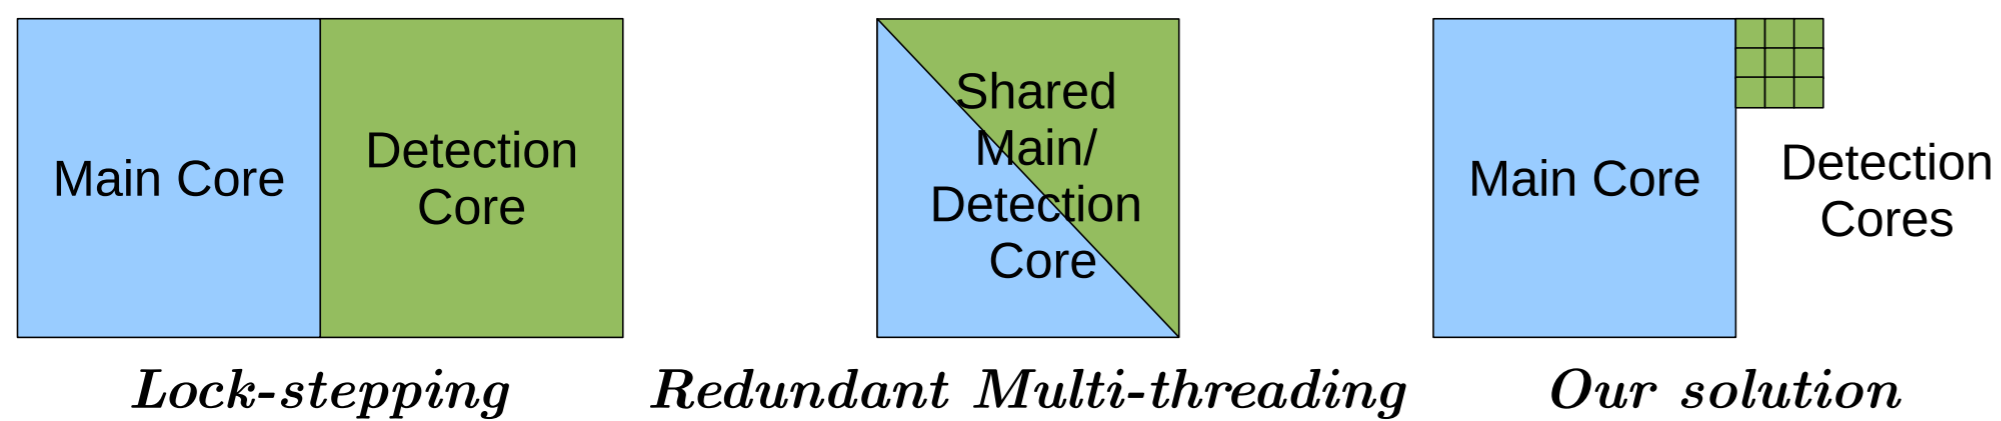 Main Core
Detection
Core
Lock-stepping
Shared
Main/
Detection
Core
Redundant Multi-threading
Main Core
Detection
Cores
Our solution